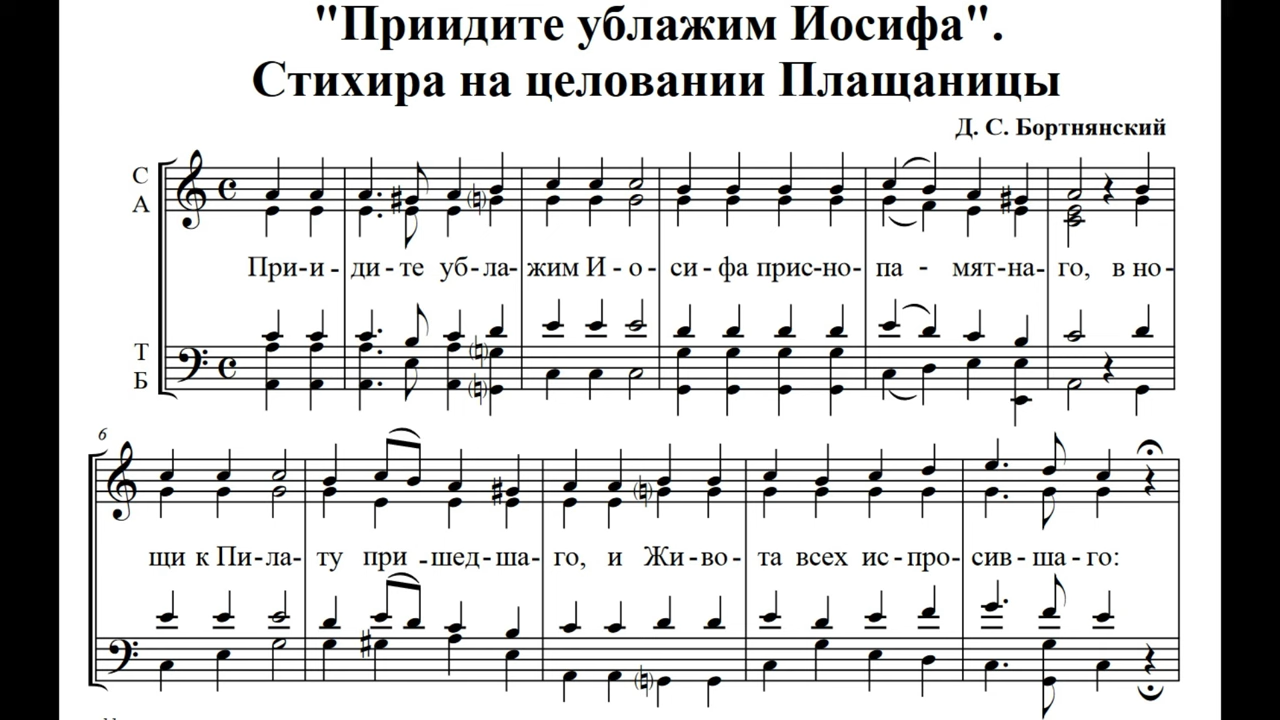 "Приидите ублажим Иосифа".
Стихира на целовании Плащаницы
Д. С. Бортнянский
С
А
При-и-ди-те уб-ла-жим И-о-си-фа прис-но-па-мят-на-го, в но-
Т
Б
6
щи к Пи-ла-ту при-шед-ша-го, и Жи-во-та всех ис-про-сив-ша-го: